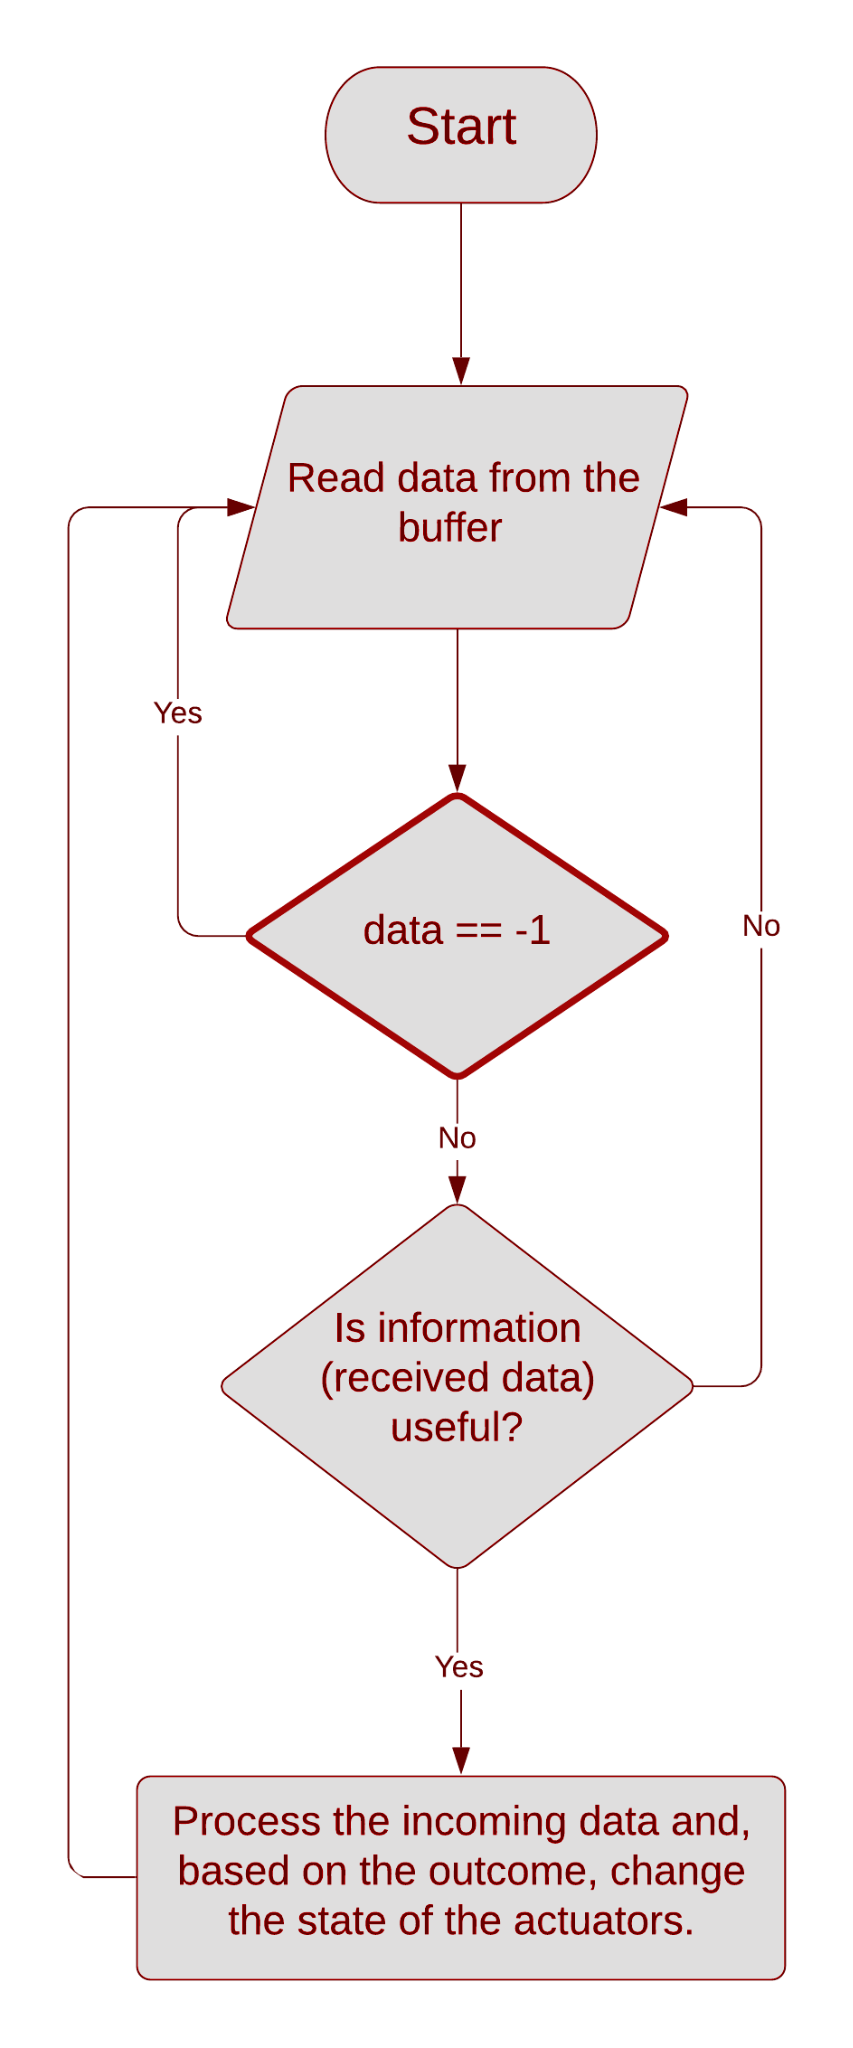 Start
Read data from the
buffer
Yes
data == -1
No
No
Is information
(received data)
useful?
Yes
Process the incoming data and,
based on the outcome, change
the state of the actuators.